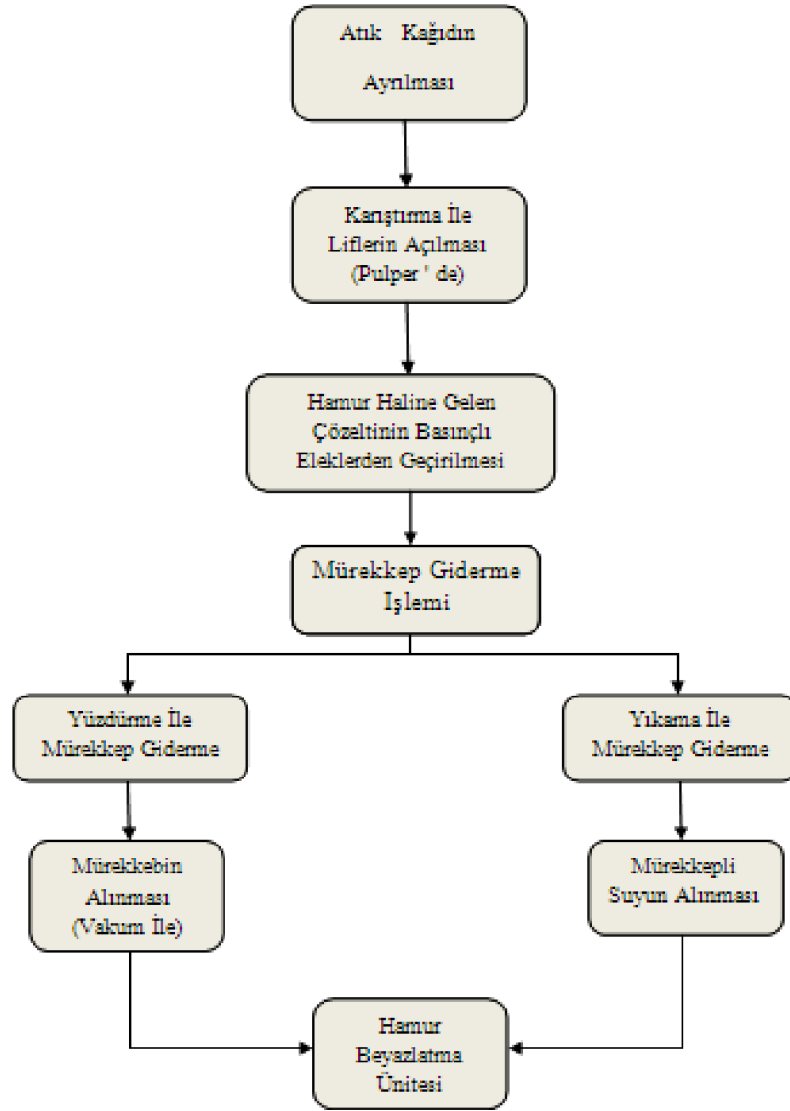 Atık Kağıdın
Ayrılması
Karıştırma İle
Liflerin Açılması
(Pulper ' de)
Hamur Haline Gelen
Çözeltinin Basınçlı
Eleklerden Geçirilmesi
Mürekkep Giderme
İşlemi
Yüzdürme İle
Mürekkep Giderme
Yıkama İle
Mürekkep Giderme
Mürekkebin
Alınması
(Vakum İle)
Mürekkepli
Suyun Alınması
Hamur
Beyazlatma
Ünitesi